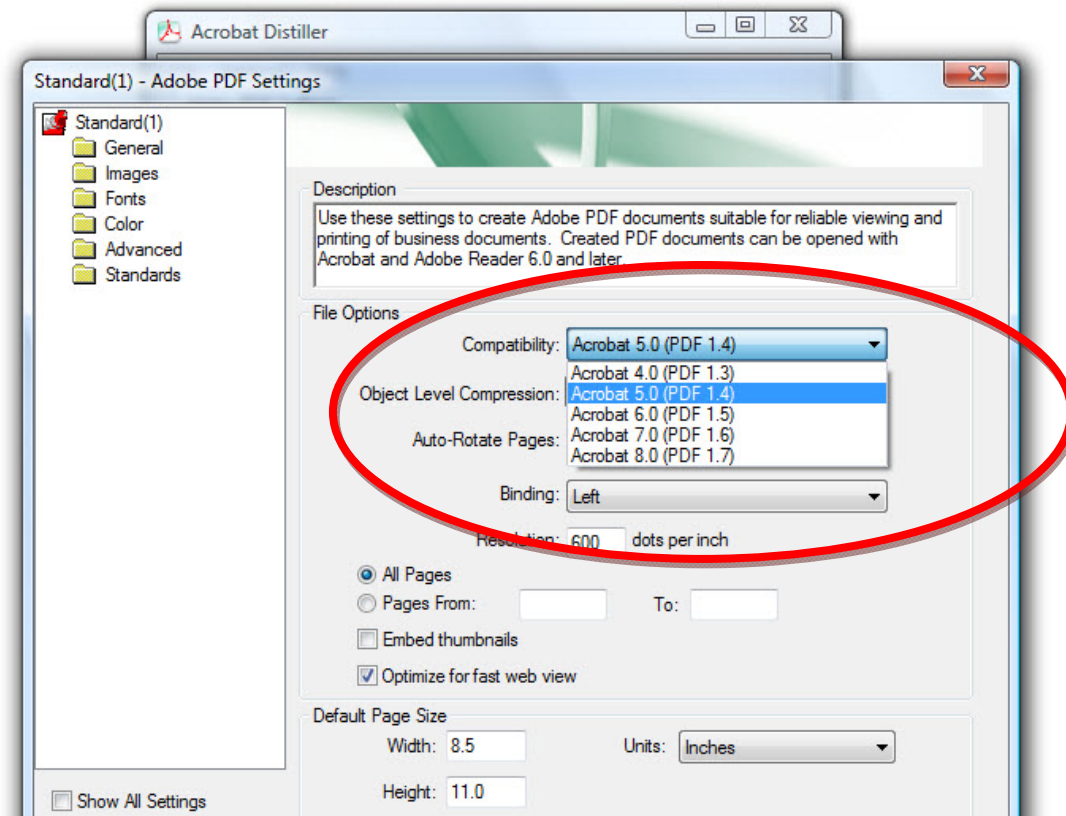 Acrobat Distiller
Standard(1) - Adobe PDF Settings
Standard(1)
General
Images
Fonts
Color
Advanced
Standards
Show All Settings
Description
Use these settings to create Adobe PDF documents suitable for reliable viewing and
printing of business documents. Created PDF documents can be opened with
Acrobat and Adobe Reader 6.0 and later.
File Options
Compatibility: Acrobat 5.0 (PDF 1.4)
Acrobat 4.0 (PDF 1.3)
Object Level Compression: Acrobat 5.0 (PDF 1.4)
Acrobat 6.0 (PDF 1.5)
Auto-Rotate Pages: Acrobat 7.0 (PDF 1.6)
Acrobat 8.0 (PDF 1.7)
Binding: Left
Resolution: 600 dots per inch
All Pages
Pages From: To:
Embed thumbnails
Optimize for fast web view
Default Page Size
Width: 8.5 Units: Inches
Height: 11.0